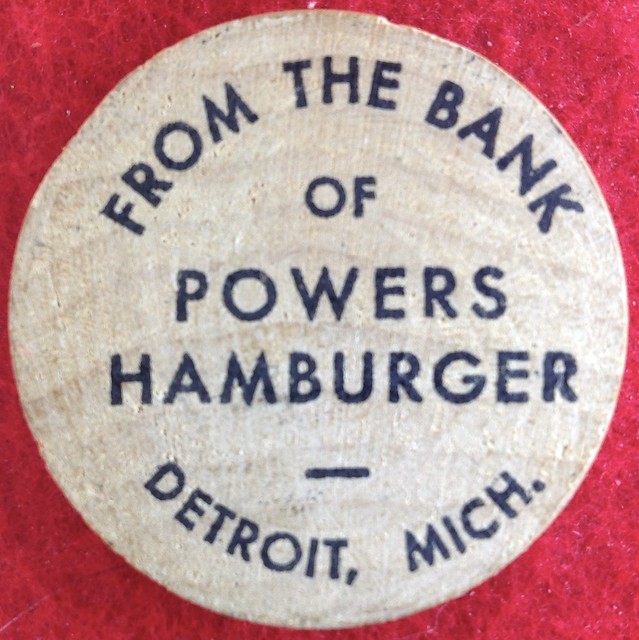 FROM THE BANK
OF
POWERS
HAMBURGER
—
DETROIT, MICH.